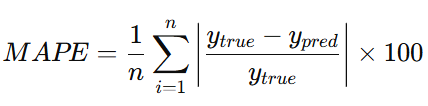 MAPE = \frac{1}{n} \sum_{i=1}^{n} \left| \frac{y_{true} - y_{pred}}{y_{true}} \right| \times 100